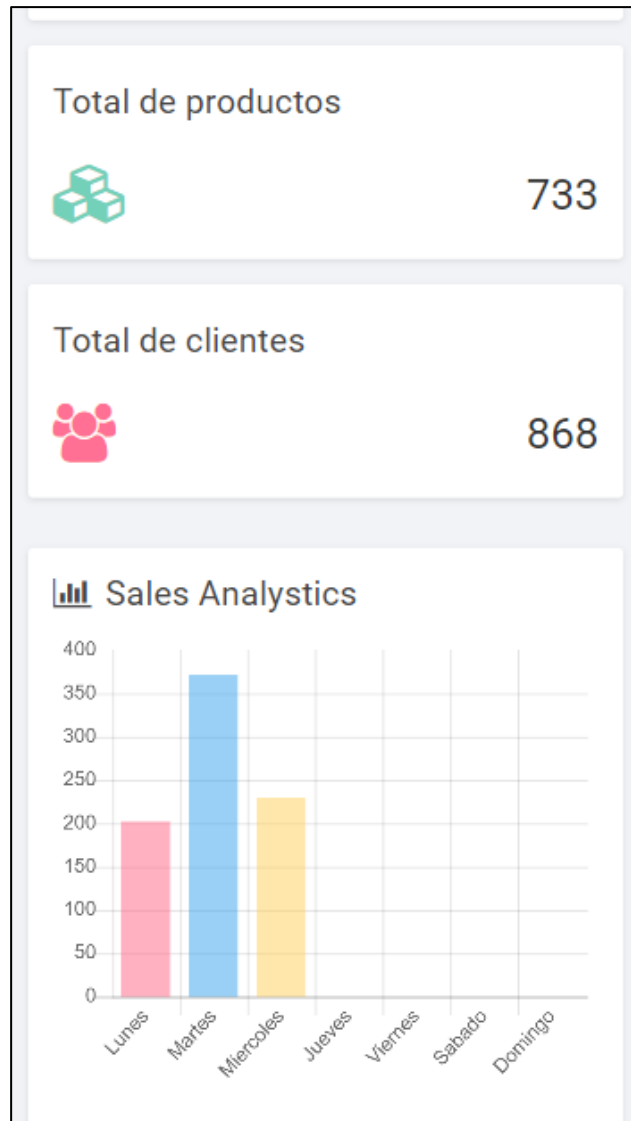 Total de productos
733
Total de clientes
868
Sales Analystics
400
350
300
250
200
150
100
50
0
Lunes
Martes
Miercoles
Jueves
Viernes
Sabado
Domingo